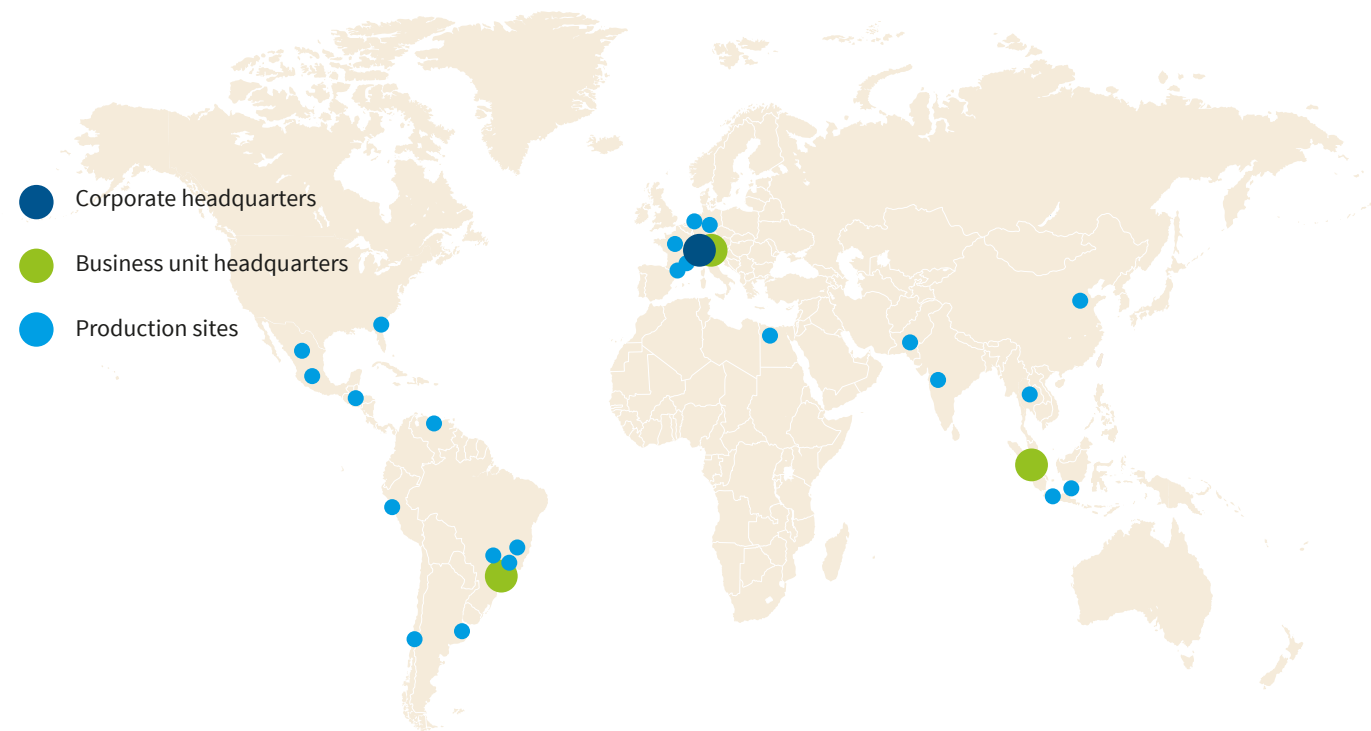 Corporate headquarters
Business unit headquarters
Production sites